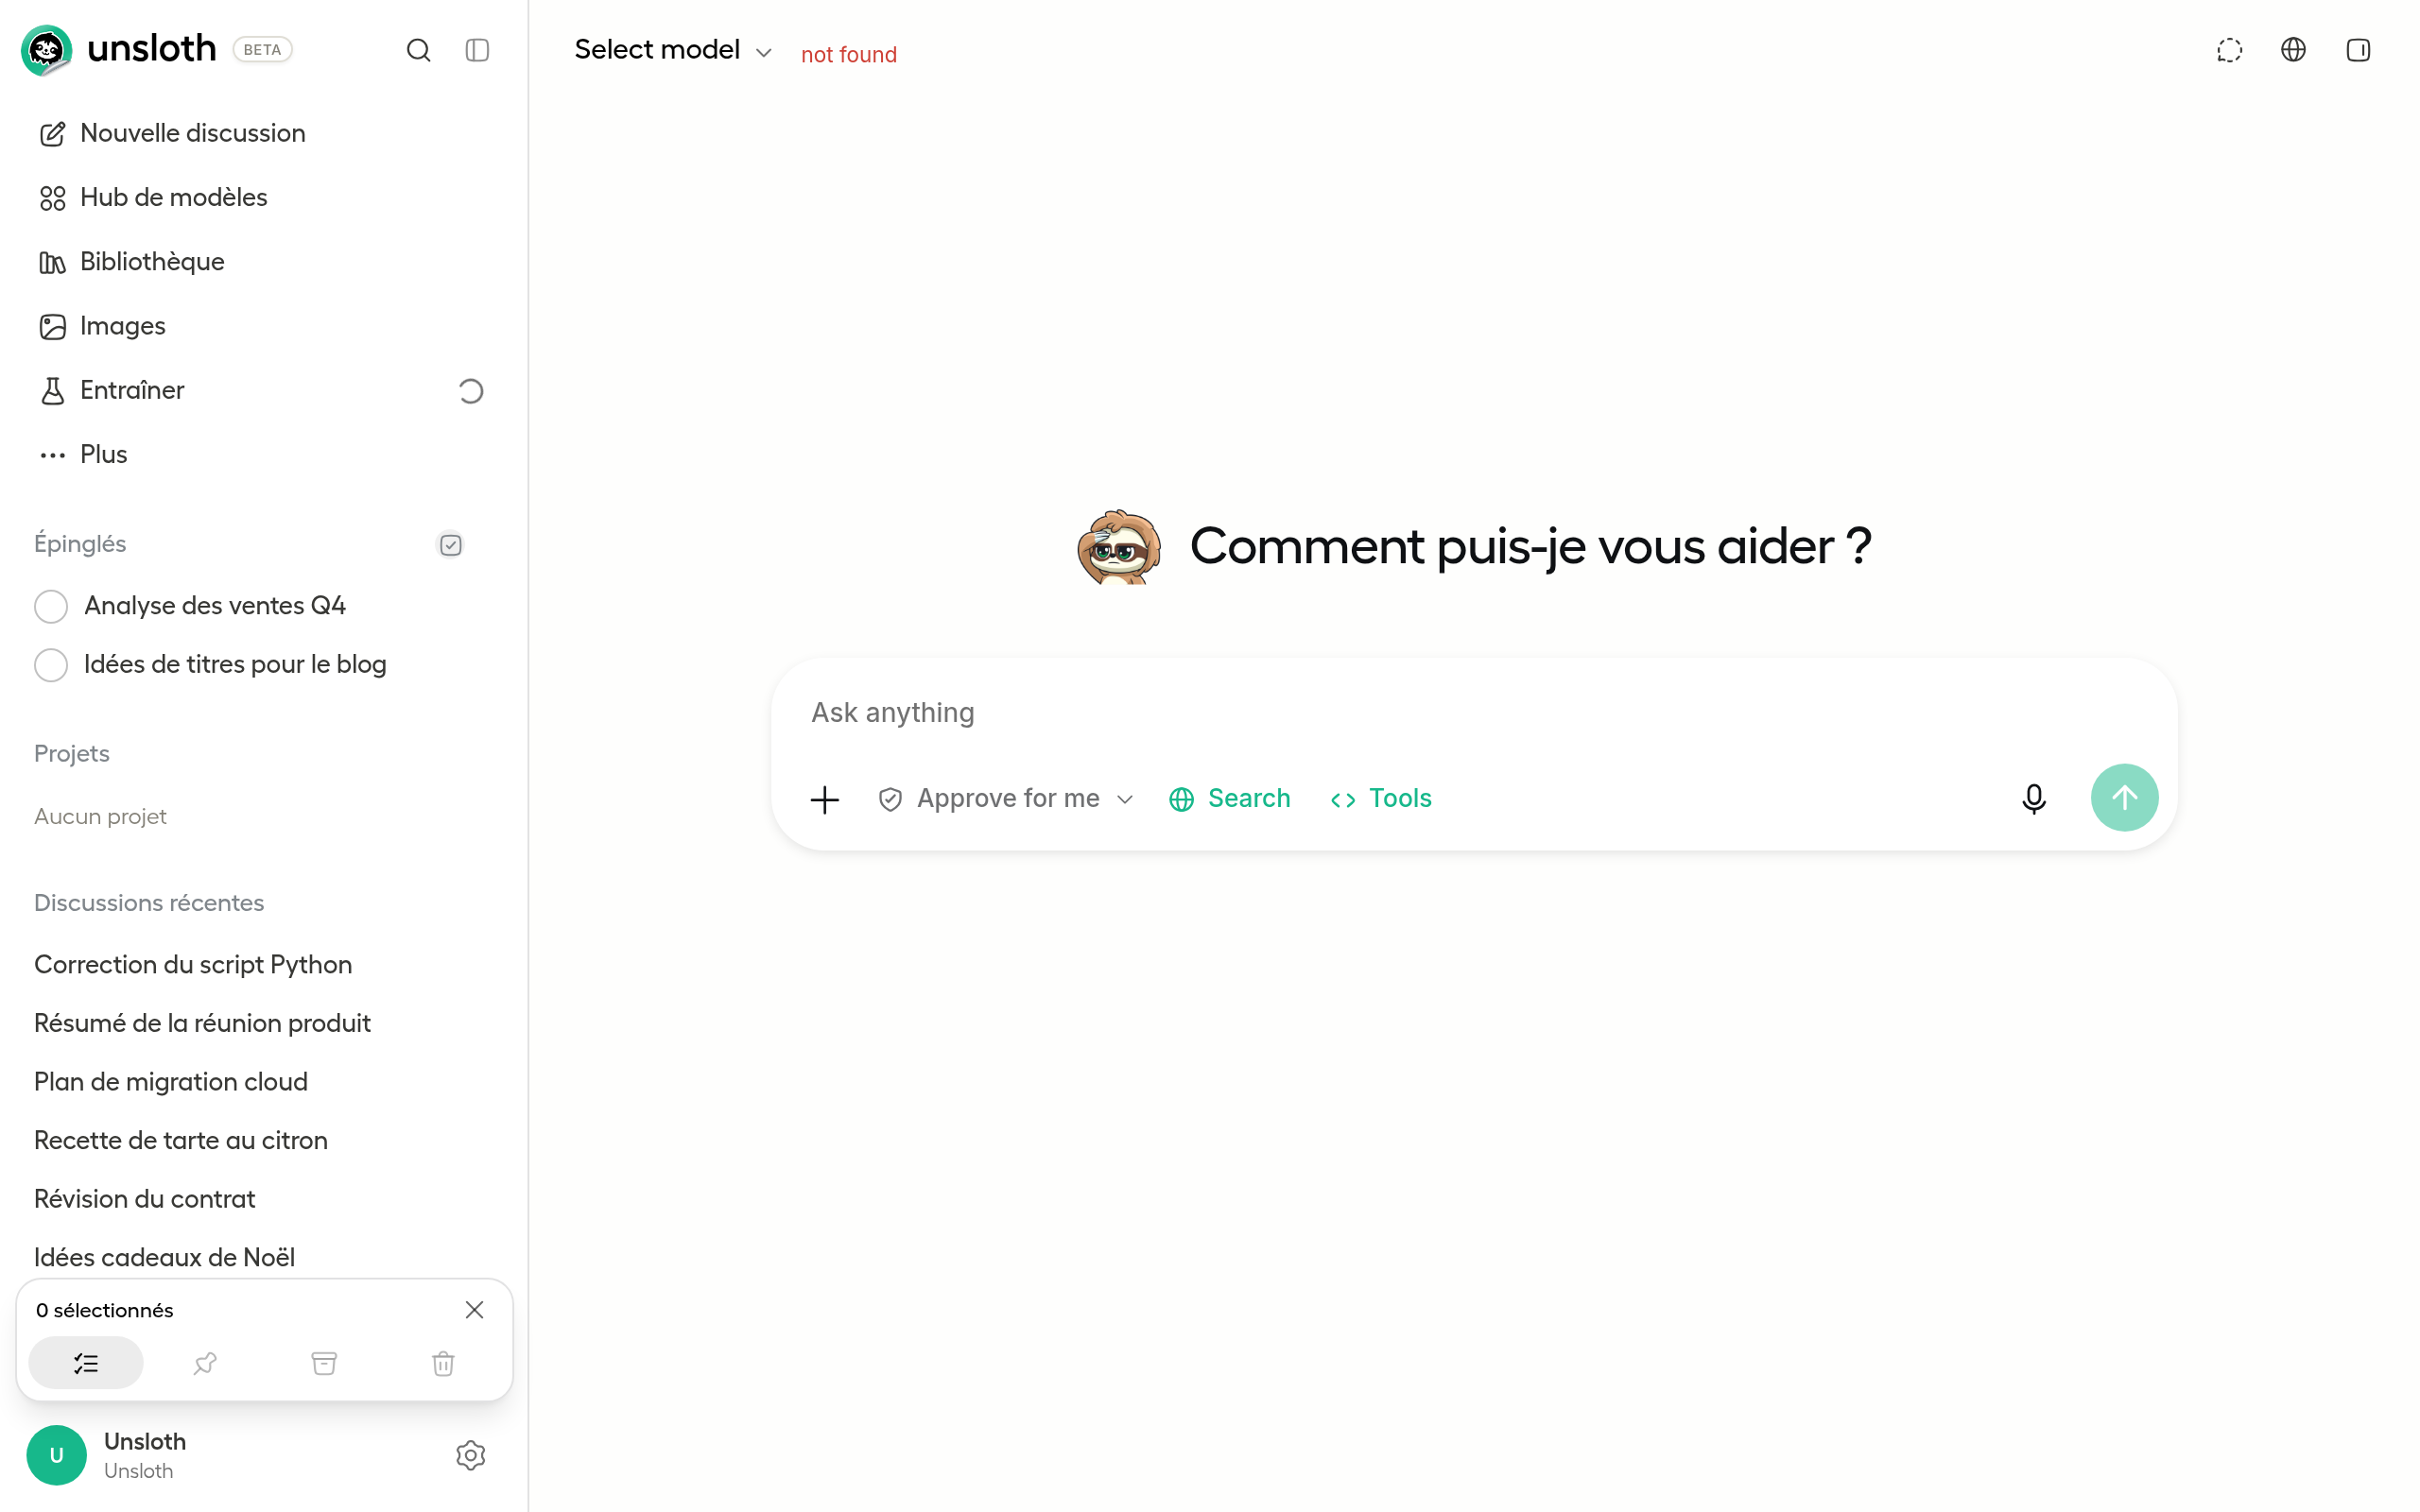 unsloth BETA
Select model not found
Nouvelle discussion
Hub de modèles
Bibliothèque
Images
Entraîner
Plus
Épinglés
Analyse des ventes Q4
Idées de titres pour le blog
Projets
Aucun projet
Discussions récentes
Correction du script Python
Résumé de la réunion produit
Plan de migration cloud
Recette de tarte au citron
Révision du contrat
Idées cadeaux de Noël
0 sélectionnés
U
Unsloth
Unsloth
Comment puis-je vous aider ?
Ask anything
Approve for me Search Tools